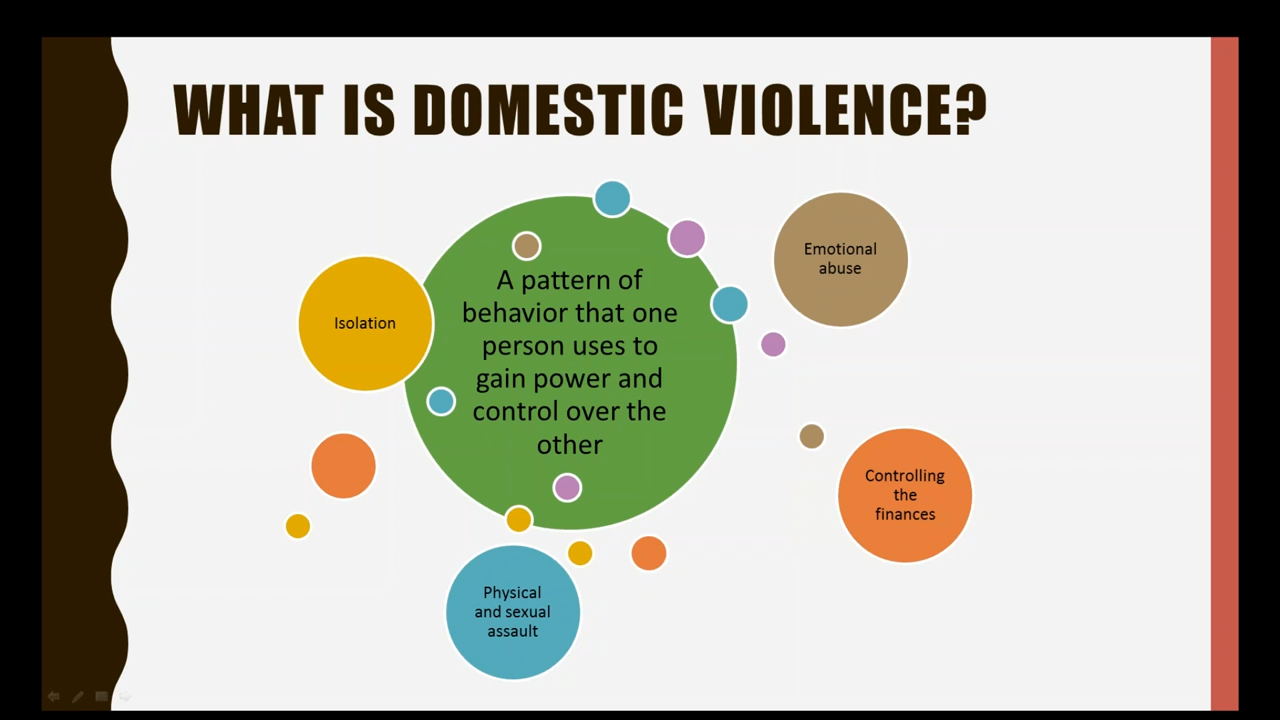 WHAT IS DOMESTIC VIOLENCE?
A pattern of
behavior that one
person uses to
gain power and
control over the
other
Isolation
Emotional
abuse
Controlling
the
finances
Physical
and sexual
assault